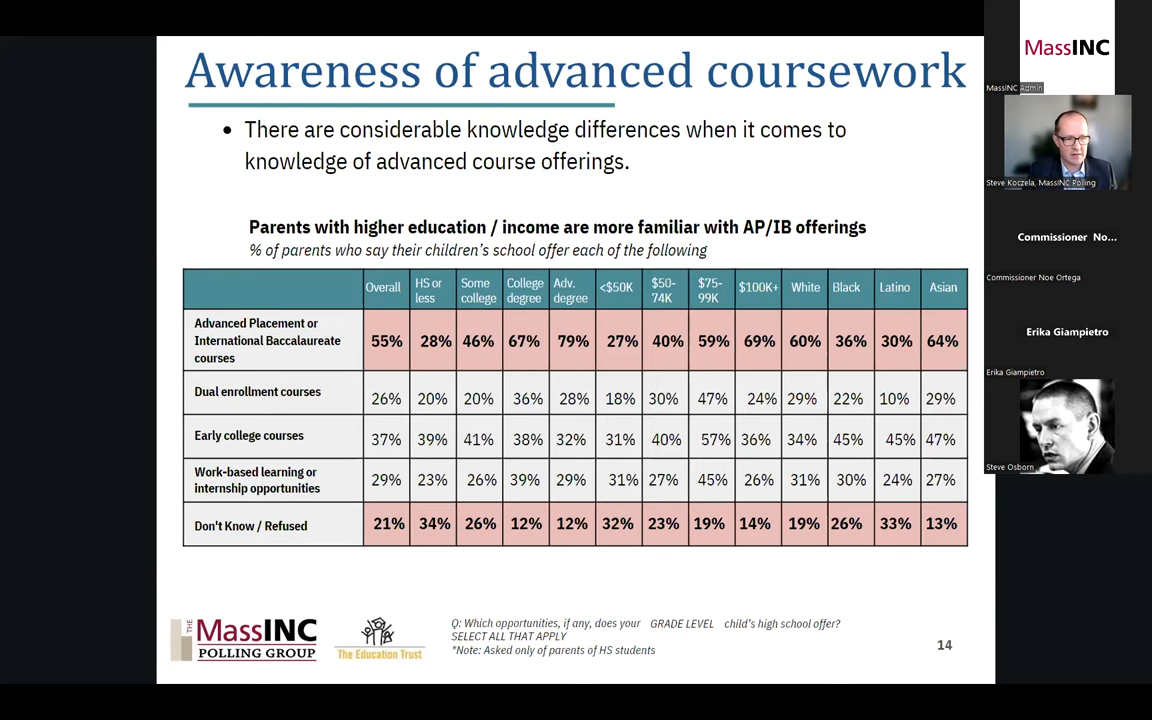 Awareness of advanced coursework
• There are considerable knowledge differences when it comes to
knowledge of advanced course offerings.
Parents with higher education / income are more familiar with AP/IB offerings
% of parents who say their children's school offer each of the following
Overall HS or less Some college College degree Adv. degree <$50K $50-74K $75-99K $100K+ White Black Latino Asian
Advanced Placement or International Baccalaureate courses 55% 28% 46% 67% 79% 27% 40% 59% 69% 60% 36% 30% 64%
Dual enrollment courses 26% 20% 20% 36% 28% 18% 30% 47% 24% 29% 22% 10% 29%
Early college courses 37% 39% 41% 38% 32% 31% 40% 57% 36% 34% 45% 45% 47%
Work-based learning or internship opportunities 29% 23% 26% 39% 29% 31% 27% 45% 26% 31% 30% 24% 27%
Don't Know / Refused 21% 34% 26% 12% 12% 32% 23% 19% 14% 19% 26% 33% 13%
THE MassINC
POLLING GROUP
The Education Trust
Q: Which opportunities, if any, does your GRADE LEVEL child's high school offer?
SELECT ALL THAT APPLY
*Note: Asked only of parents of HS students
14
MassINC
MassINC Admin
Steve Koczela, MassINC Polling
Commissioner No...
Commissioner Noe Ortega
Erika Giampietro
Erika Giampietro
Steve Osborn